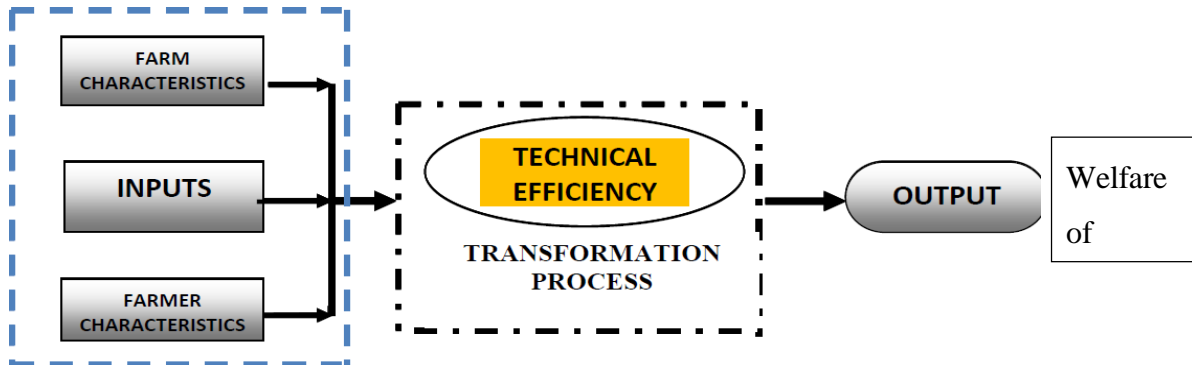 FARM
CHARACTERISTICS
INPUTS
FARMER
CHARACTERISTICS
TECHNICAL
EFFICIENCY
TRANSFORMATION
PROCESS
OUTPUT
Welfare
of